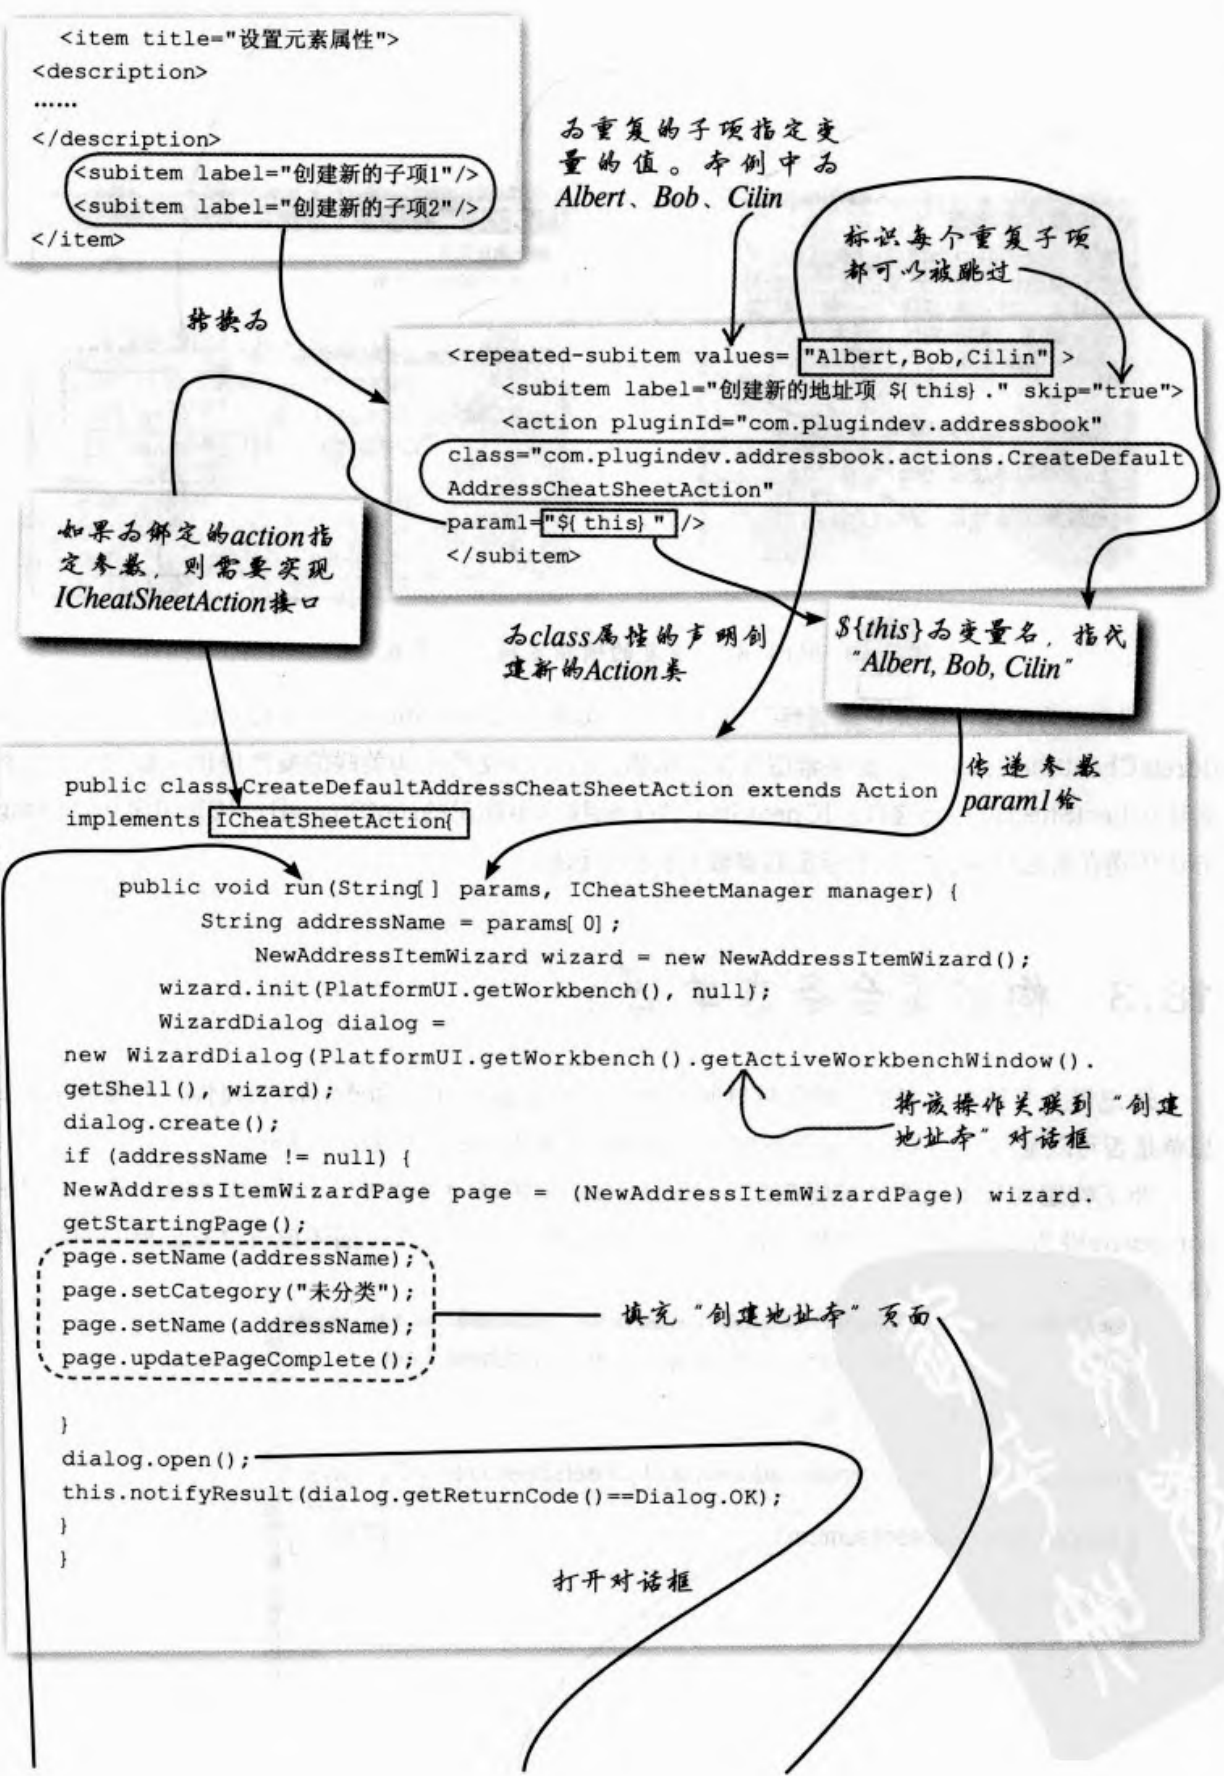 <item title="设置元素属性">
<description>
……
</description>
<subitem label="创建新的子项1"/>
<subitem label="创建新的子项2"/>
</item>
为重复的子项指定变
量的值。本例中为
Albert、Bob、Cilin
标识每个重复子项
都可以被跳过
转换为
<repeated-subitem values= "Albert,Bob,Cilin" >
<subitem label="创建新的地址项 ${this}." skip="true">
<action pluginId="com.plugindev.addressbook"
class="com.plugindev.addressbook.actions.CreateDefault
AddressCheatSheetAction"
param1="${this}" />
</subitem>
如果为绑定的action指
定参数，则需要实现
ICheatSheetAction接口
为class属性的声明创
建新的Action类
${this}为变量名，指代
"Albert, Bob, Cilin"
传递参数
param1给
public class CreateDefaultAddressCheatSheetAction extends Action
implements ICheatSheetAction{
public void run(String[] params, ICheatSheetManager manager) {
String addressName = params[0];
NewAddressItemWizard wizard = new NewAddressItemWizard();
wizard.init(PlatformUI.getWorkbench(), null);
WizardDialog dialog =
new WizardDialog(PlatformUI.getWorkbench().getActiveWorkbenchWindow().
getShell(), wizard);
dialog.create();
if (addressName != null) {
NewAddressItemWizardPage page = (NewAddressItemWizardPage) wizard.
getStartingPage();
page.setName(addressName);
page.setCategory("未分类");
page.setName(addressName);
page.updatePageComplete();
}
dialog.open();
this.notifyResult(dialog.getReturnCode()==Dialog.OK);
}
}
将该操作关联到“创建
地址本”对话框
填充“创建地址本”页面
打开对话框